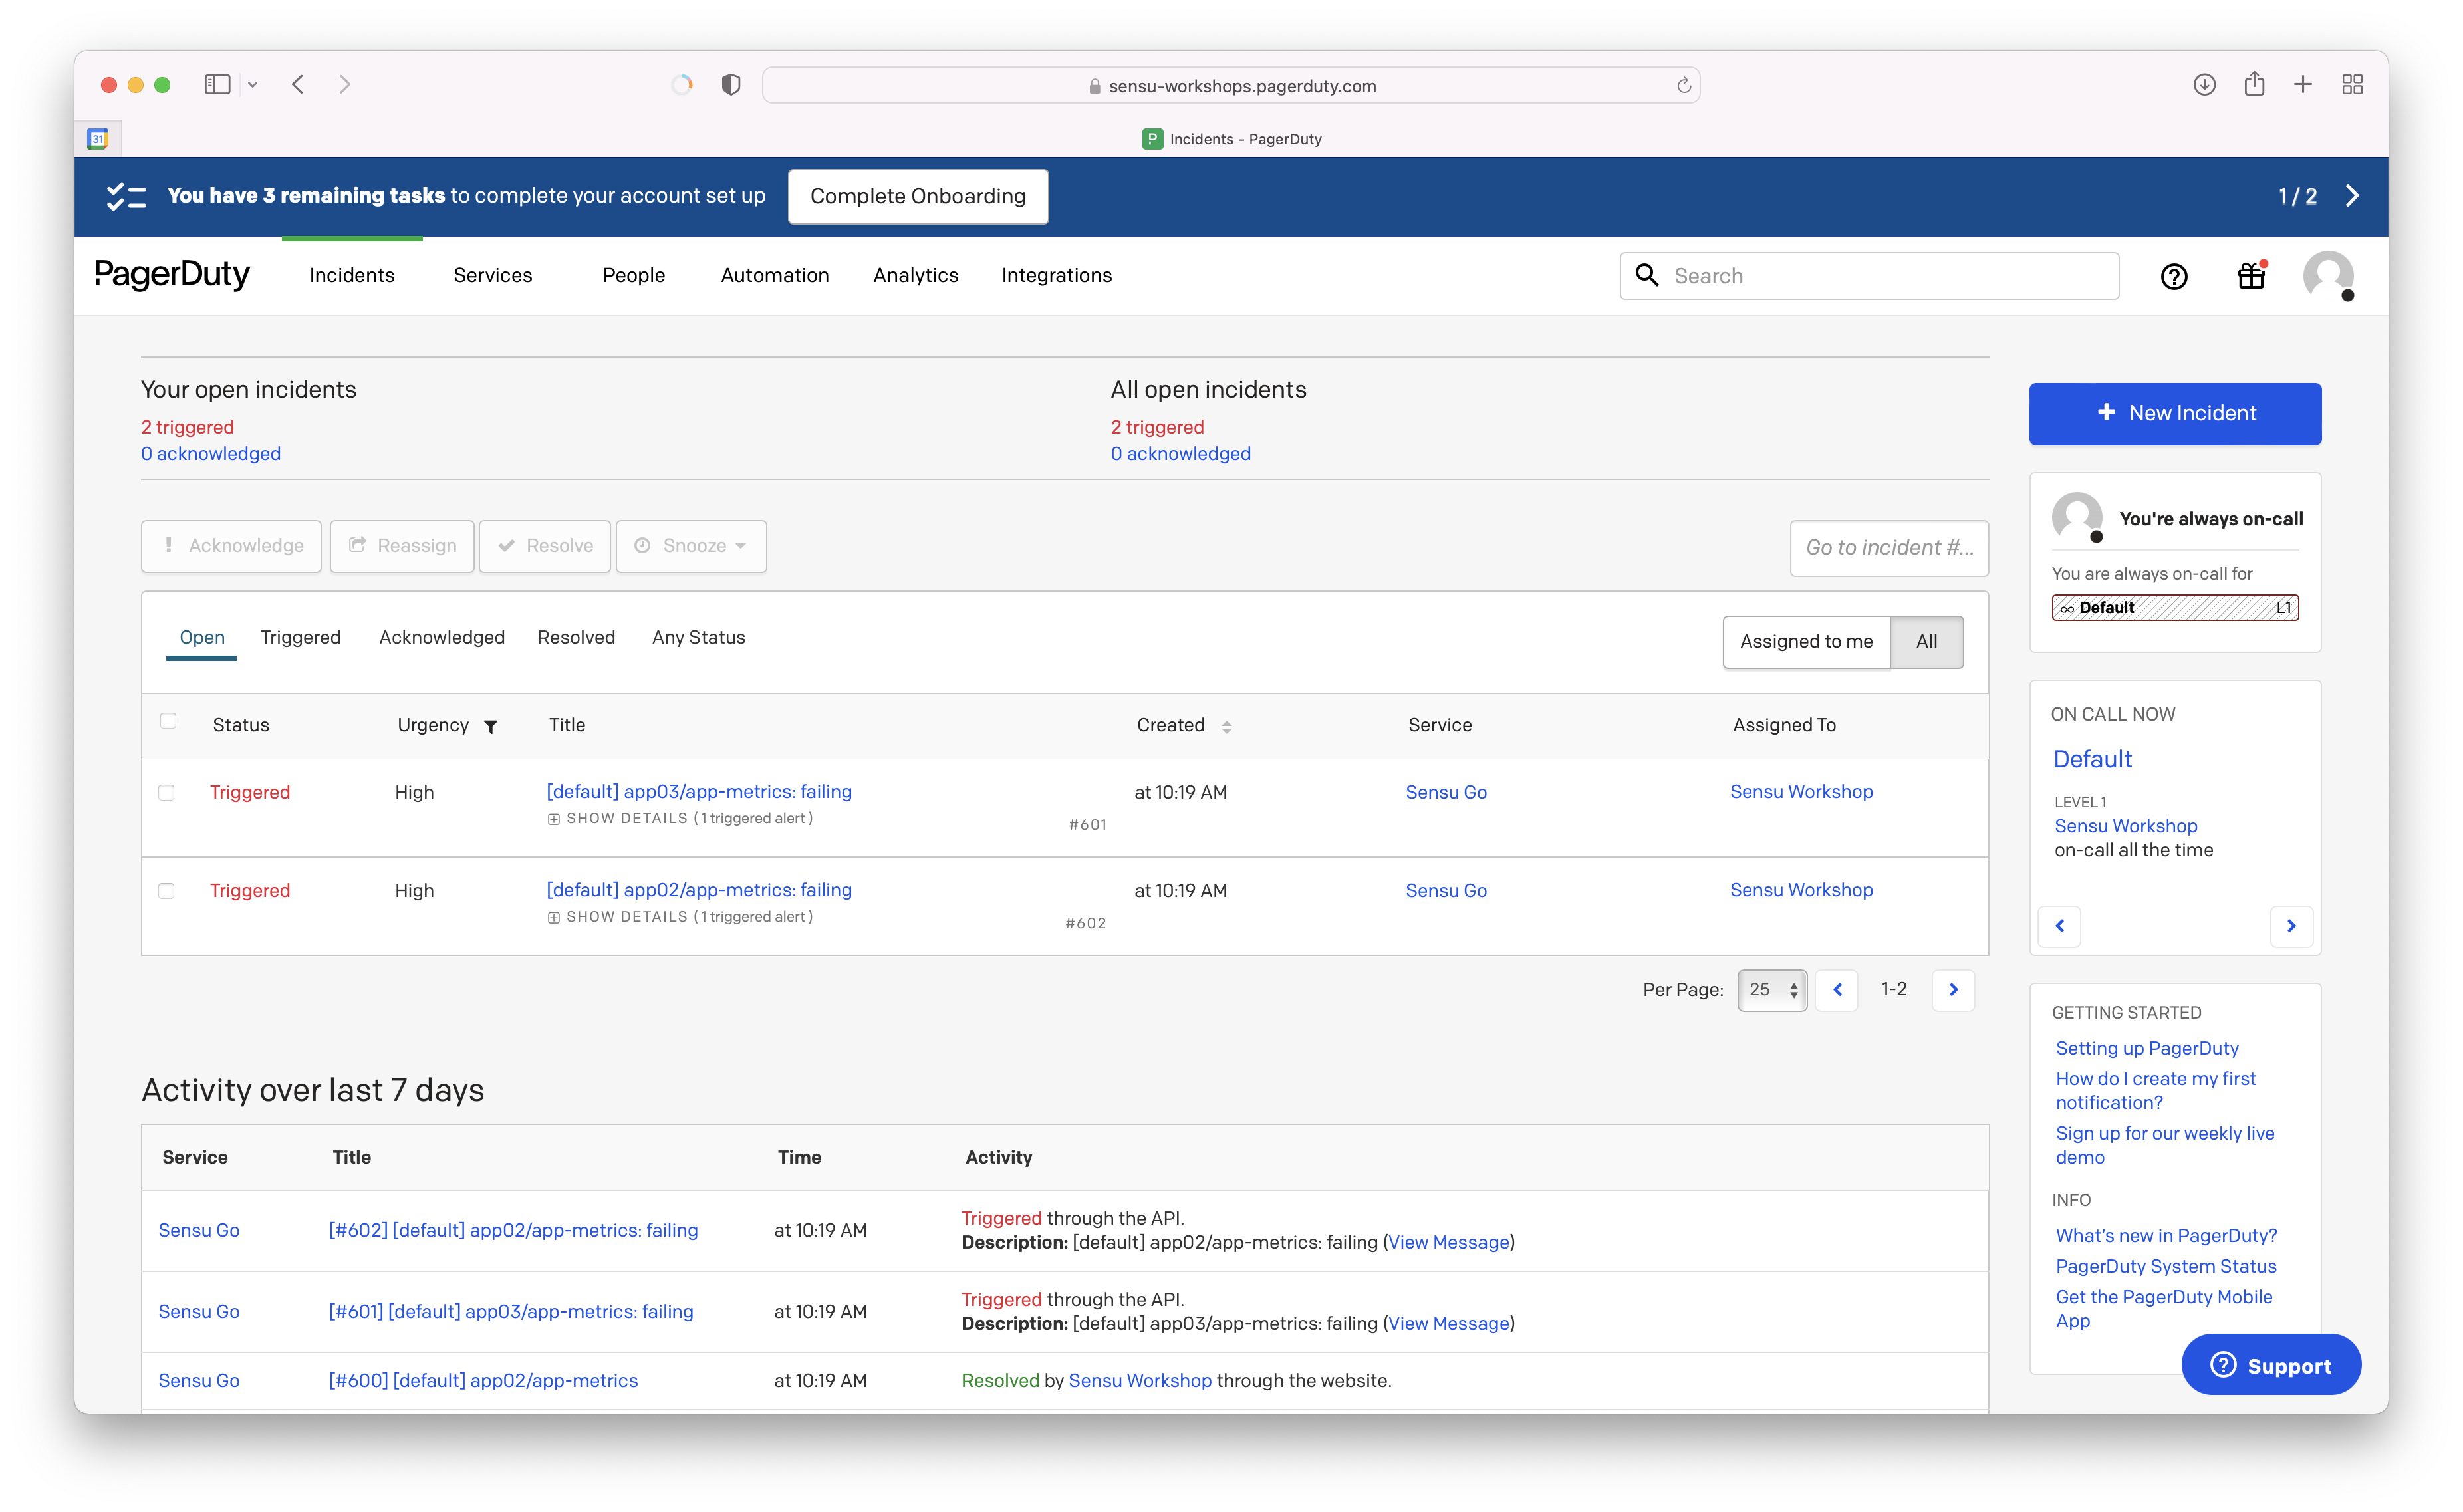 sensu-workshops.pagerduty.com
31
P Incidents - PagerDuty
You have 3 remaining tasks to complete your account set up
Complete Onboarding
1 / 2
PagerDuty
Incidents
Services
People
Automation
Analytics
Integrations
Search
Your open incidents
2 triggered
0 acknowledged
All open incidents
2 triggered
0 acknowledged
New Incident
Acknowledge
Reassign
Resolve
Snooze
Go to incident #...
You're always on-call
You are always on-call for
∞ Default L1
Open
Triggered
Acknowledged
Resolved
Any Status
Assigned to me
All
Status Urgency Title Created Service Assigned To
Triggered High [default] app03/app-metrics: failing at 10:19 AM Sensu Go Sensu Workshop
SHOW DETAILS (1 triggered alert)
#601
Triggered High [default] app02/app-metrics: failing at 10:19 AM Sensu Go Sensu Workshop
SHOW DETAILS (1 triggered alert)
#602
Per Page: 25 1-2
ON CALL NOW
Default
LEVEL 1
Sensu Workshop
on-call all the time
GETTING STARTED
Setting up PagerDuty
How do I create my first
notification?
Sign up for our weekly live
demo
INFO
What's new in PagerDuty?
PagerDuty System Status
Get the PagerDuty Mobile
App
Activity over last 7 days
Service Title Time Activity
Sensu Go [#602] [default] app02/app-metrics: failing at 10:19 AM
Triggered through the API.
Description: [default] app02/app-metrics: failing (View Message)
Sensu Go [#601] [default] app03/app-metrics: failing at 10:19 AM
Triggered through the API.
Description: [default] app03/app-metrics: failing (View Message)
Sensu Go [#600] [default] app02/app-metrics at 10:19 AM Resolved by Sensu Workshop through the website.
Support